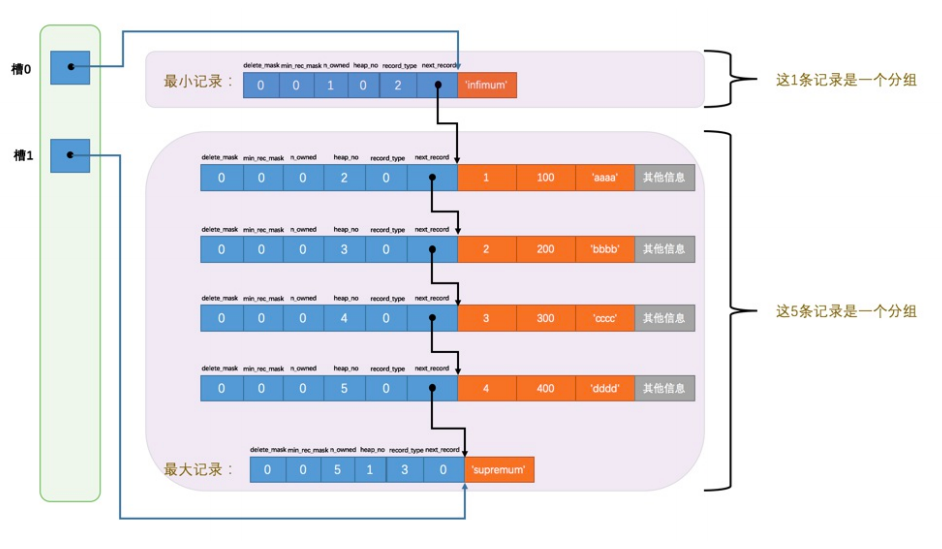 槽0
delete_mask min_rec_mask n_owned heap_no record_type next_record
最小记录： 0 0 1 0 2 'infimum'
这1条记录是一个分组
槽1
delete_mask min_rec_mask n_owned heap_no record_type next_record
0 0 0 2 0 1 100 'aaaa' 其他信息
delete_mask min_rec_mask n_owned heap_no record_type next_record
0 0 0 3 0 2 200 'bbbb' 其他信息
delete_mask min_rec_mask n_owned heap_no record_type next_record
0 0 0 4 0 3 300 'cccc' 其他信息
这5条记录是一个分组
delete_mask min_rec_mask n_owned heap_no record_type next_record
0 0 0 5 0 4 400 'dddd' 其他信息
delete_mask min_rec_mask n_owned heap_no record_type next_record
最大记录： 0 0 5 1 3 0 'supremum'